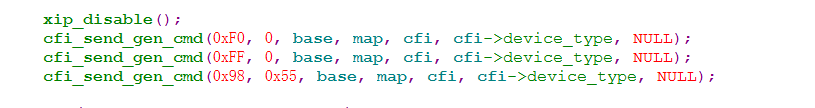 xip_disable();
cfi_send_gen_cmd(0xF0, 0, base, map, cfi, cfi->device_type, NULL);
cfi_send_gen_cmd(0xFF, 0, base, map, cfi, cfi->device_type, NULL);
cfi_send_gen_cmd(0x98, 0x55, base, map, cfi, cfi->device_type, NULL);